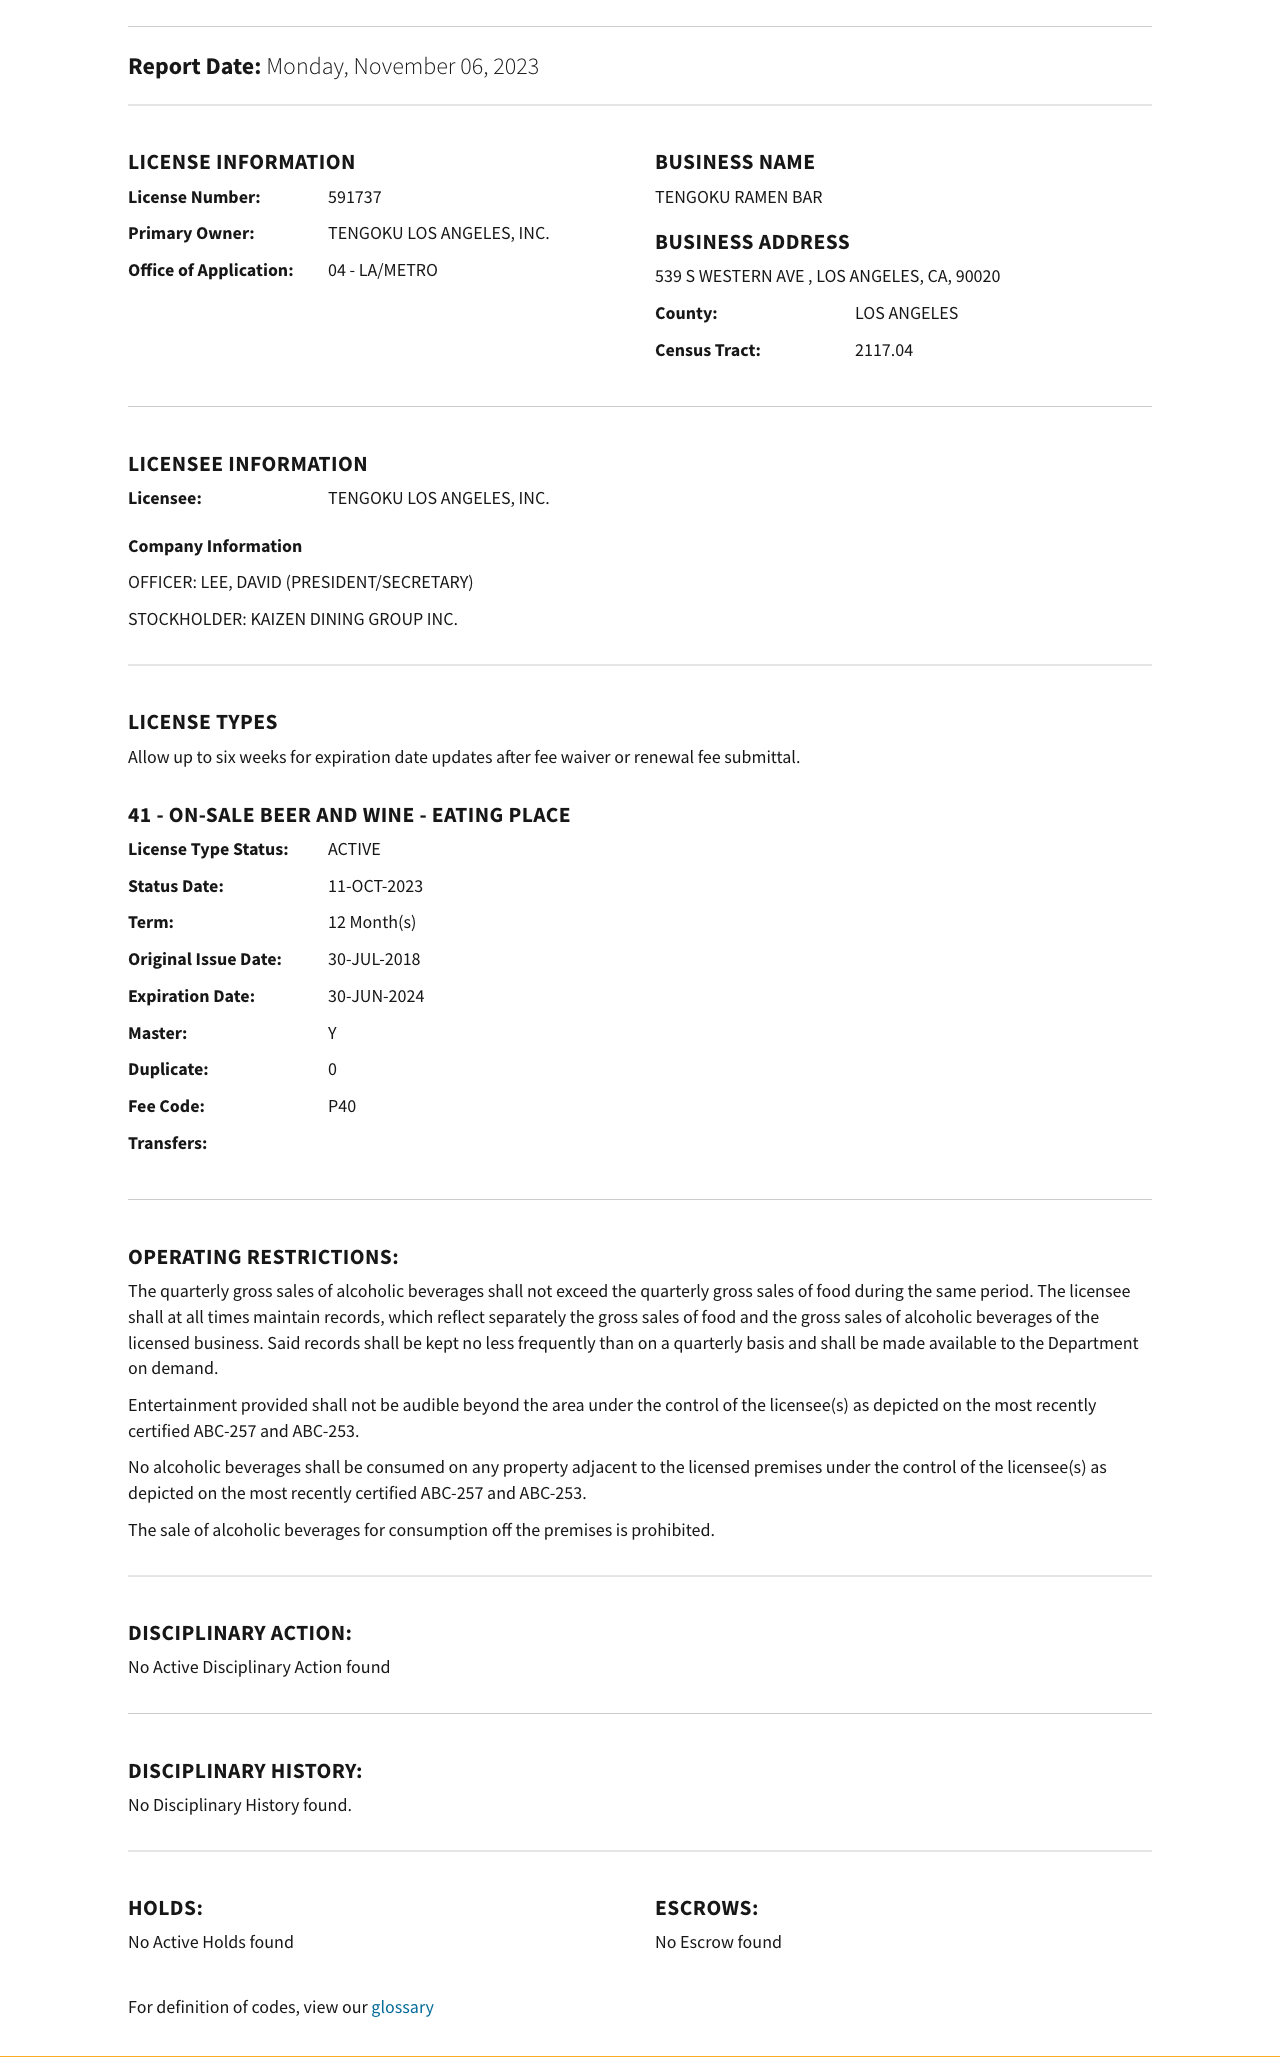 Report Date: Monday, November 06, 2023
LICENSE INFORMATION
License Number: 591737
Primary Owner: TENGOKU LOS ANGELES, INC.
Office of Application: 04 - LA/METRO
BUSINESS NAME
TENGOKU RAMEN BAR
BUSINESS ADDRESS
539 S WESTERN AVE , LOS ANGELES, CA, 90020
County: LOS ANGELES
Census Tract: 2117.04
LICENSEE INFORMATION
Licensee: TENGOKU LOS ANGELES, INC.
Company Information
OFFICER: LEE, DAVID (PRESIDENT/SECRETARY)
STOCKHOLDER: KAIZEN DINING GROUP INC.
LICENSE TYPES
Allow up to six weeks for expiration date updates after fee waiver or renewal fee submittal.
41 - ON-SALE BEER AND WINE - EATING PLACE
License Type Status: ACTIVE
Status Date: 11-OCT-2023
Term: 12 Month(s)
Original Issue Date: 30-JUL-2018
Expiration Date: 30-JUN-2024
Master: Y
Duplicate: 0
Fee Code: P40
Transfers:
OPERATING RESTRICTIONS:
The quarterly gross sales of alcoholic beverages shall not exceed the quarterly gross sales of food during the same period. The licensee
shall at all times maintain records, which reflect separately the gross sales of food and the gross sales of alcoholic beverages of the
licensed business. Said records shall be kept no less frequently than on a quarterly basis and shall be made available to the Department
on demand.
Entertainment provided shall not be audible beyond the area under the control of the licensee(s) as depicted on the most recently
certified ABC-257 and ABC-253.
No alcoholic beverages shall be consumed on any property adjacent to the licensed premises under the control of the licensee(s) as
depicted on the most recently certified ABC-257 and ABC-253.
The sale of alcoholic beverages for consumption off the premises is prohibited.
DISCIPLINARY ACTION:
No Active Disciplinary Action found
DISCIPLINARY HISTORY:
No Disciplinary History found.
HOLDS:
No Active Holds found
ESCROWS:
No Escrow found
For definition of codes, view our glossary